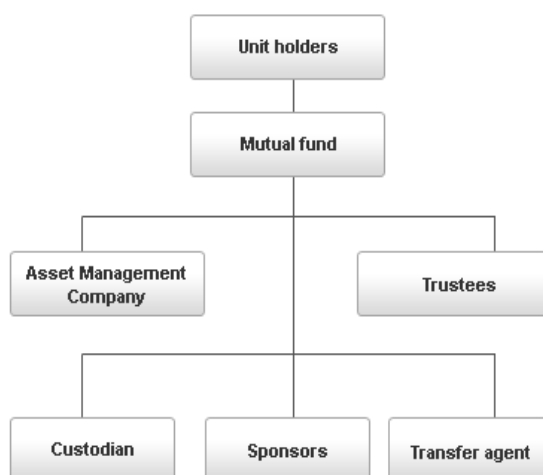 Unit holders
Mutual fund
Asset Management
Company
Trustees
Custodian
Sponsors
Transfer agent